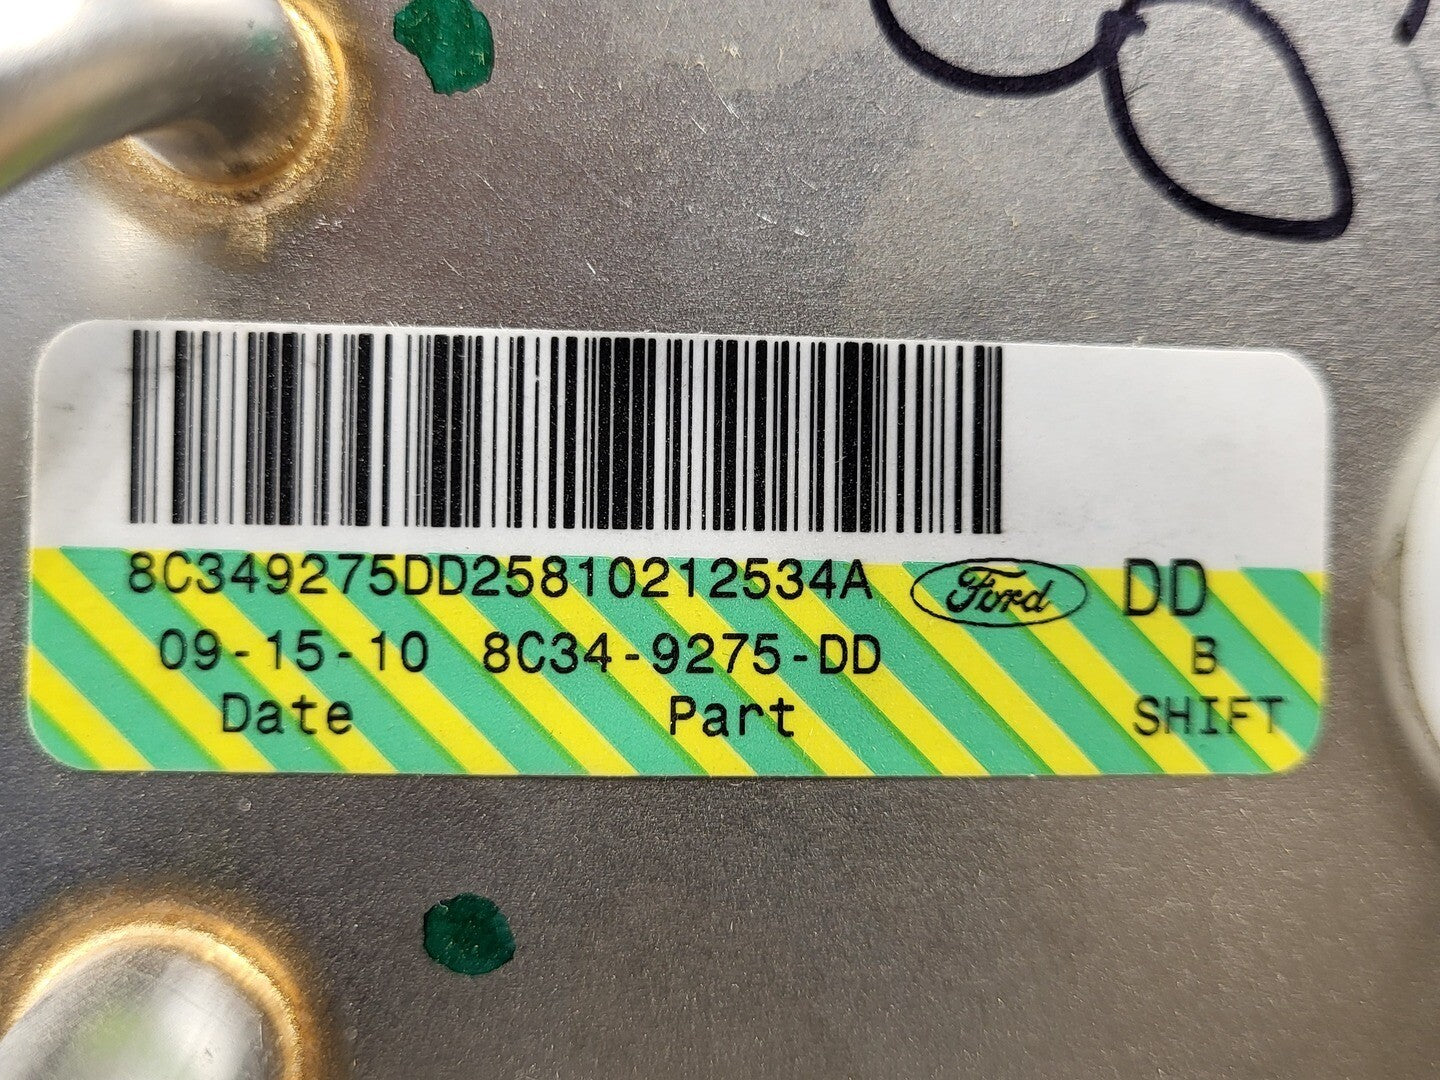 8C349275DD25810212534A Ford DD
09-15-10 8C34-9275-DD B
Date Part SHIFT